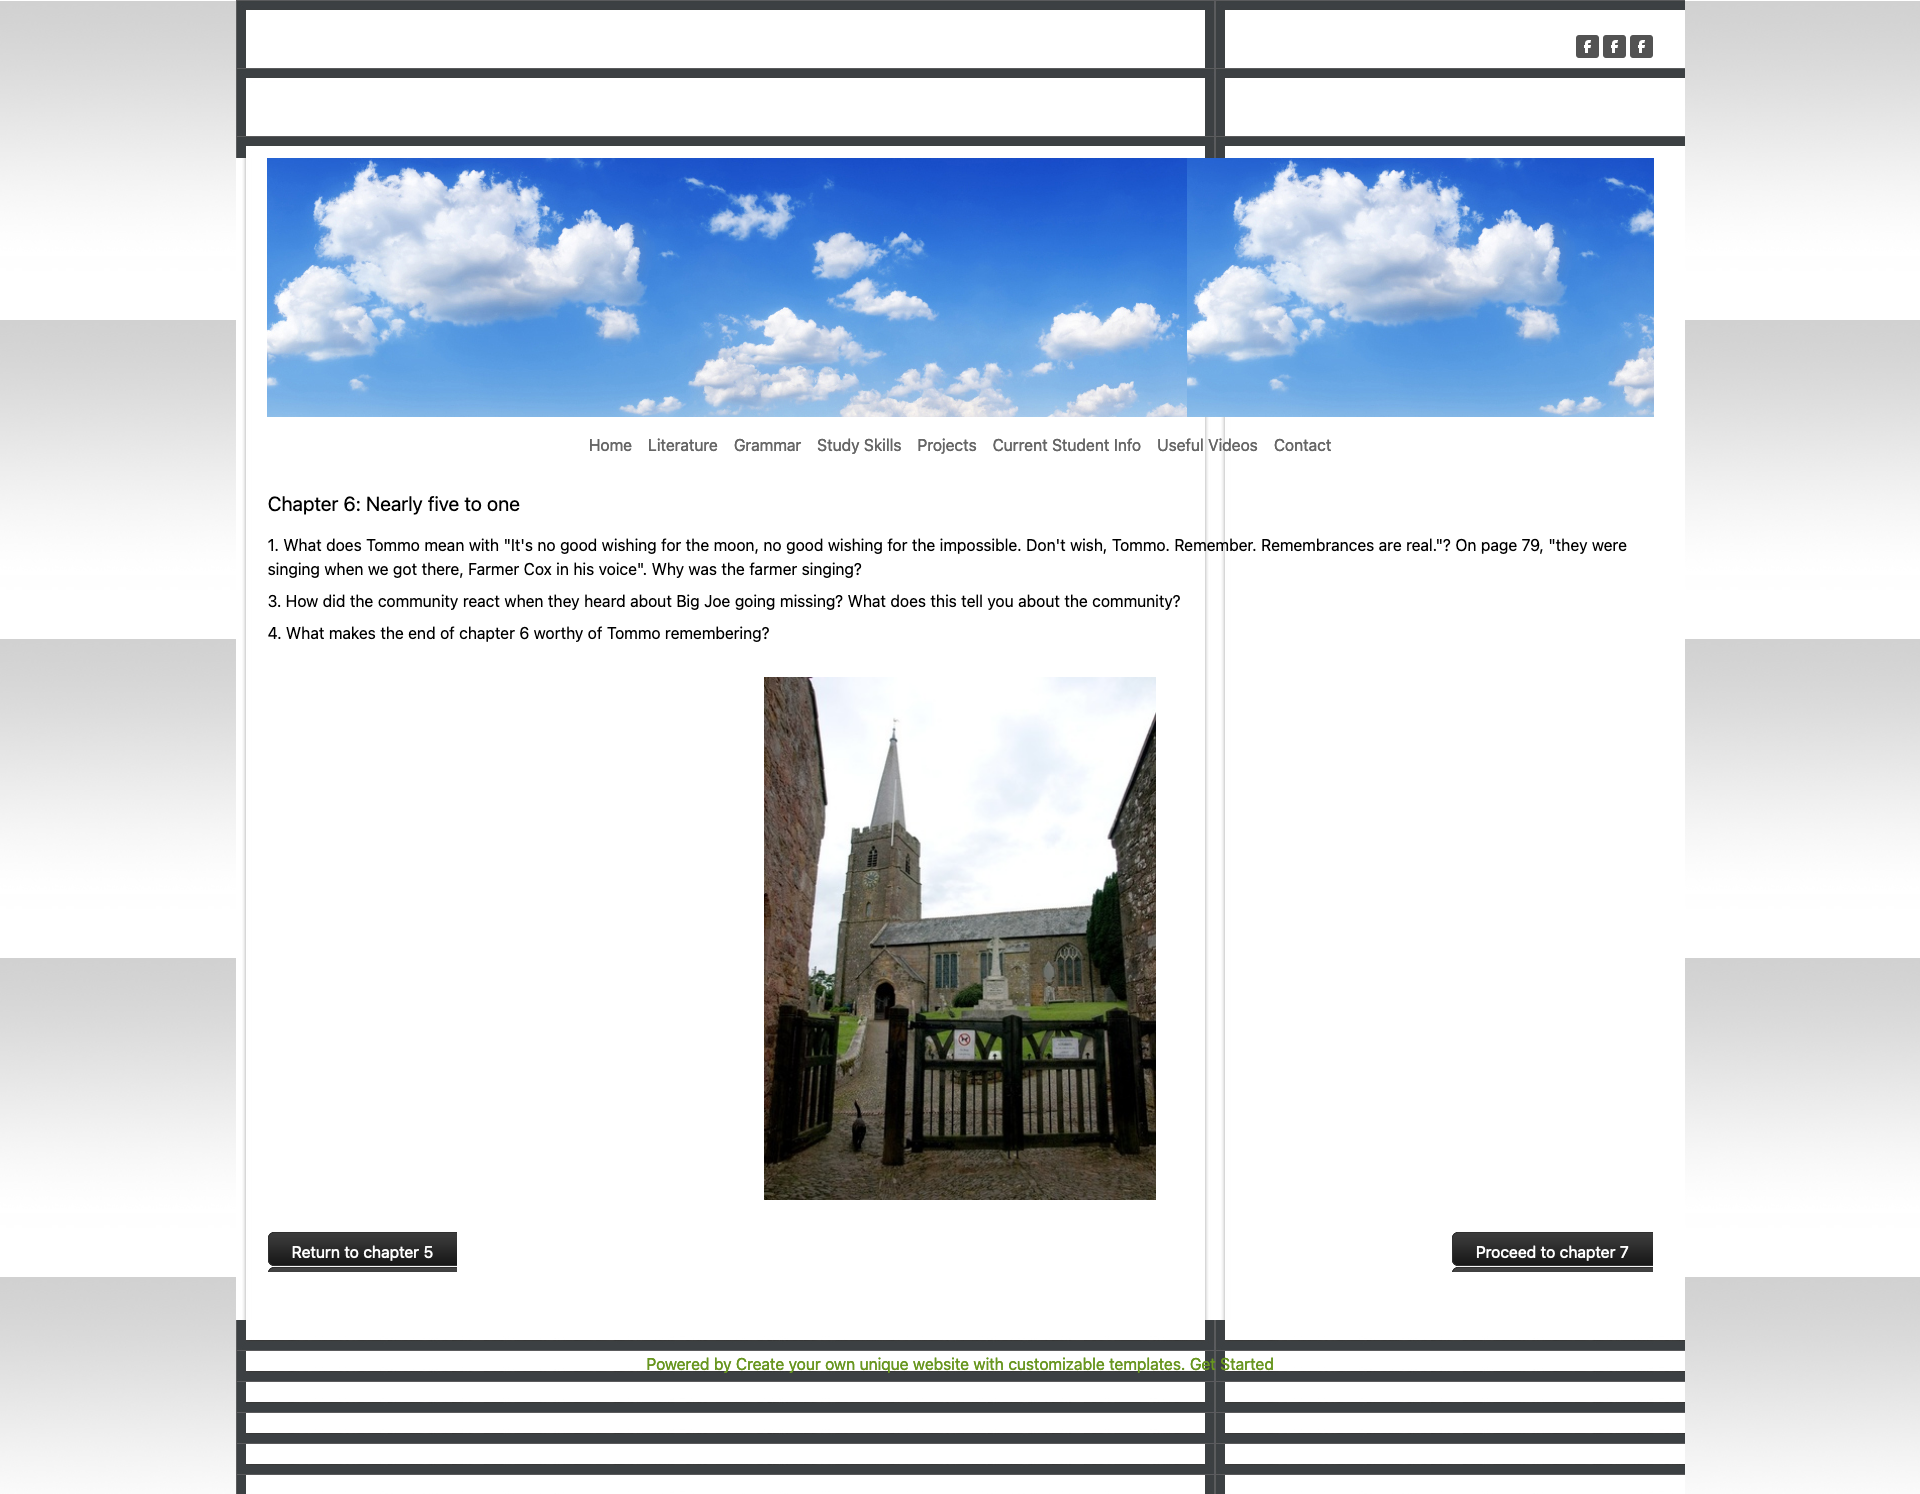 Home Literature Grammar Study Skills Projects Current Student Info Useful Videos Contact
Chapter 6: Nearly five to one
1. What does Tommo mean with "It's no good wishing for the moon, no good wishing for the impossible. Don't wish, Tommo. Remember. Remembrances are real."? On page 79, "they were
singing when we got there, Farmer Cox in his voice". Why was the farmer singing?
3. How did the community react when they heard about Big Joe going missing? What does this tell you about the community?
4. What makes the end of chapter 6 worthy of Tommo remembering?
Return to chapter 5
Proceed to chapter 7
Powered by Create your own unique website with customizable templates. Get Started